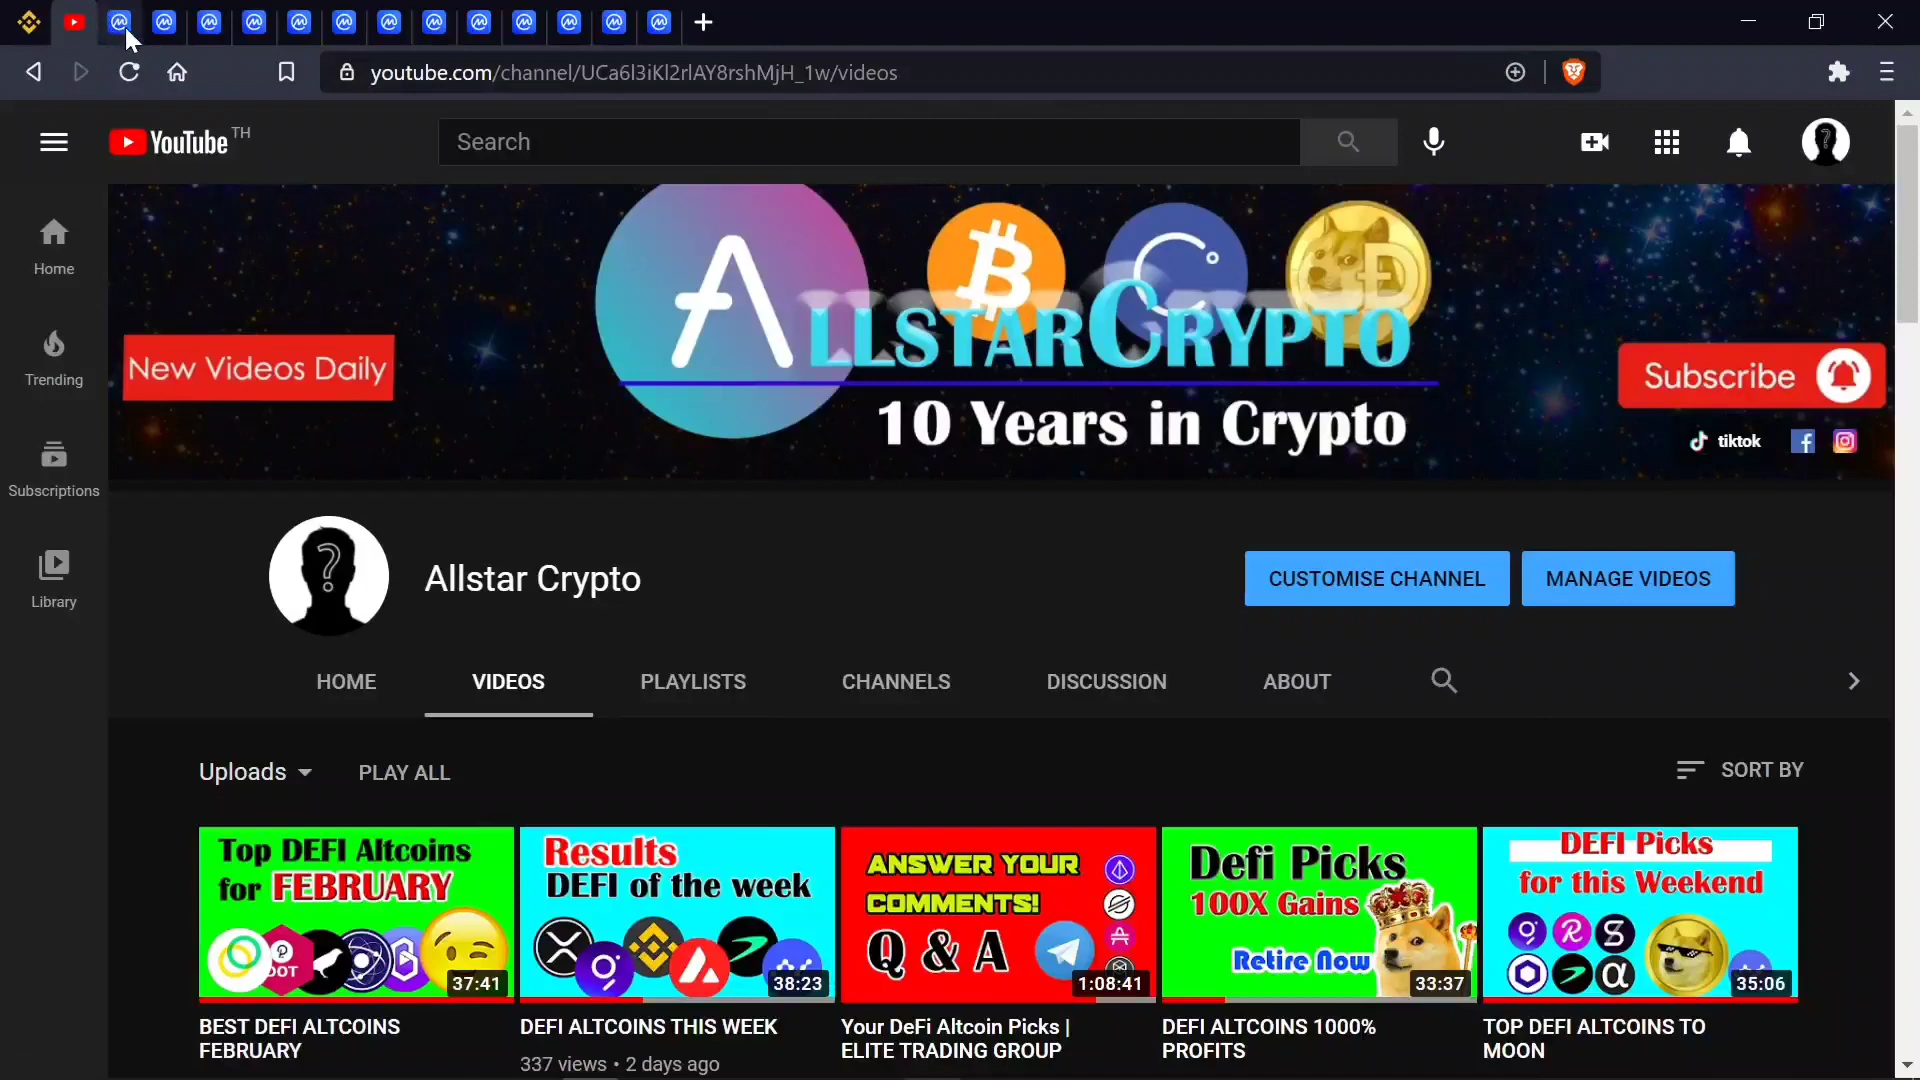 youtube.com/channel/UCa6l3iKl2rlAY8rshMjH_1w/videos
YouTube TH
Search
Home
Trending
Subscriptions
Library
New Videos Daily
ALLSTARCRYPTO
10 Years in Crypto
Subscribe
tiktok
Allstar Crypto
CUSTOMISE CHANNEL
MANAGE VIDEOS
HOME
VIDEOS
PLAYLISTS
CHANNELS
DISCUSSION
ABOUT
Uploads
PLAY ALL
SORT BY
Top DEFI Altcoins
for FEBRUARY
DOT
37:41
BEST DEFI ALTCOINS
FEBRUARY
Results
DEFI of the week
38:23
DEFI ALTCOINS THIS WEEK
337 views • 2 days ago
ANSWER YOUR
COMMENTS!
Q & A
1:08:41
Your DeFi Altcoin Picks |
ELITE TRADING GROUP
Defi Picks
100X Gains
Retire Now
33:37
DEFI ALTCOINS 1000%
PROFITS
DEFI Picks
for this Weekend
35:06
TOP DEFI ALTCOINS TO
MOON